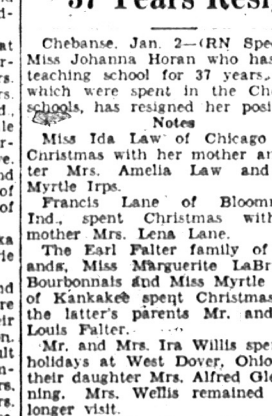 37 Years Resi
Chebanse, Jan. 2—(RN Spe
Miss Johanna Horan who has
teaching school for 37 years,
which were spent in the Ch
schools, has resigned her posi
Notes
Miss Ida Law of Chicago
Christmas with her mother an
ter Mrs. Amelia Law and
Myrtle Irps.
Francis Lane of Bloom
Ind., spent Christmas wit
mother Mrs. Lena Lane.
The Earl Falter family of
ands, Miss Marguerite LaBr
Bourbonnais and Miss Myrtle
of Kankakee spent Christmas
the latter's parents Mr. and
Louis Falter.
Mr. and Mrs. Ira Willis spe
holidays at West Dover, Ohio
their daughter Mrs. Alfred Gle
ning. Mrs. Wellis remained
longer visit.